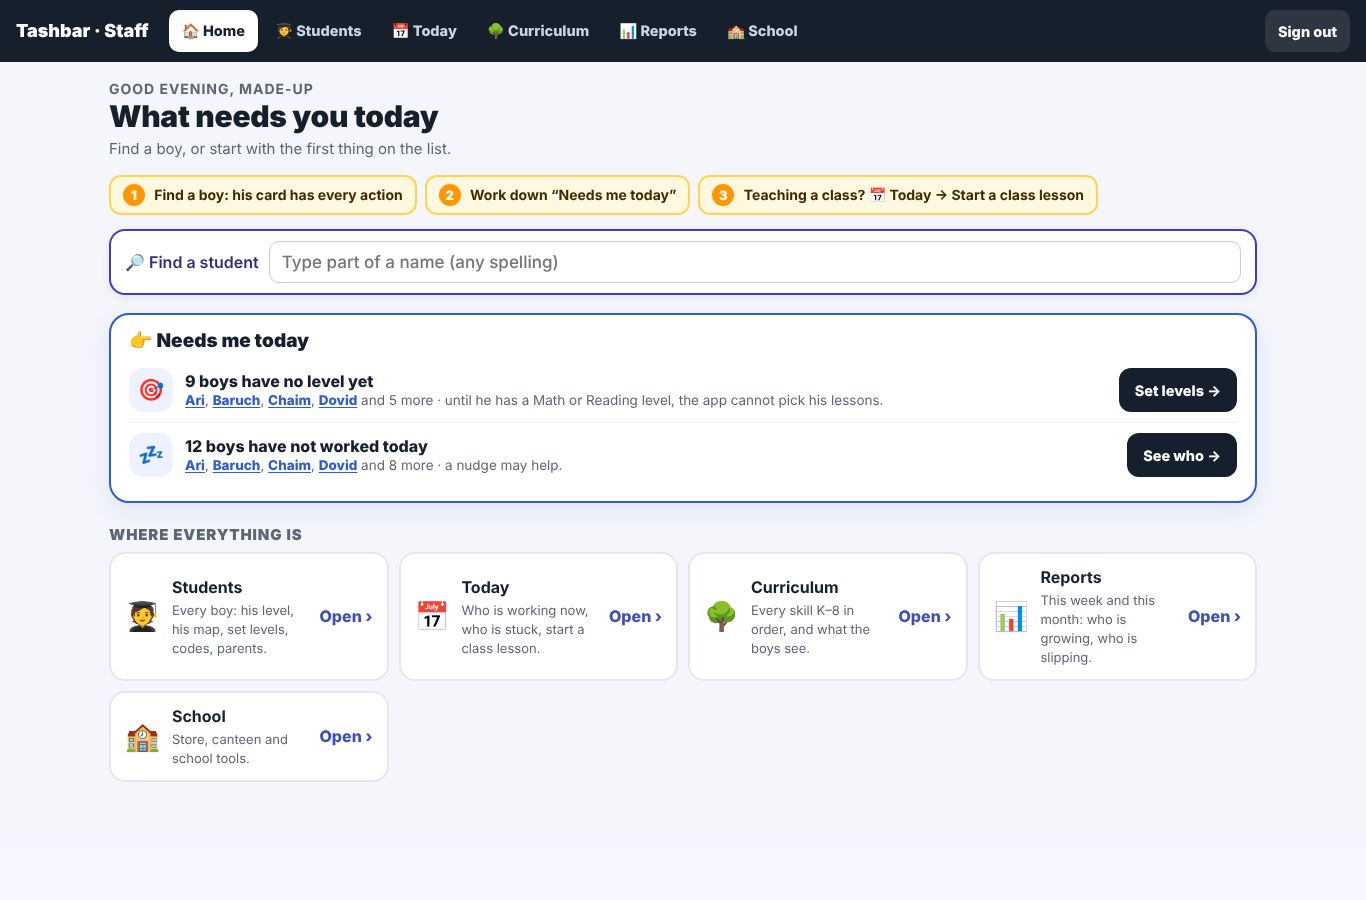 Tashbar · Staff
Home
Students
Today
Curriculum
Reports
School
Sign out
GOOD EVENING, MADE-UP
What needs you today
Find a boy, or start with the first thing on the list.
1 Find a boy: his card has every action
2 Work down “Needs me today”
3 Teaching a class? 📅 Today → Start a class lesson
🔎 Find a student
Type part of a name (any spelling)
👉 Needs me today
9 boys have no level yet
Ari, Baruch, Chaim, Dovid and 5 more · until he has a Math or Reading level, the app cannot pick his lessons.
Set levels →
12 boys have not worked today
Ari, Baruch, Chaim, Dovid and 8 more · a nudge may help.
See who →
WHERE EVERYTHING IS
Students
Every boy: his level,
his map, set levels,
codes, parents.
Open ›
Today
Who is working now,
who is stuck, start a
class lesson.
Open ›
Curriculum
Every skill K–8 in
order, and what the
boys see.
Open ›
Reports
This week and this
month: who is
growing, who is
slipping.
Open ›
School
Store, canteen and
school tools.
Open ›